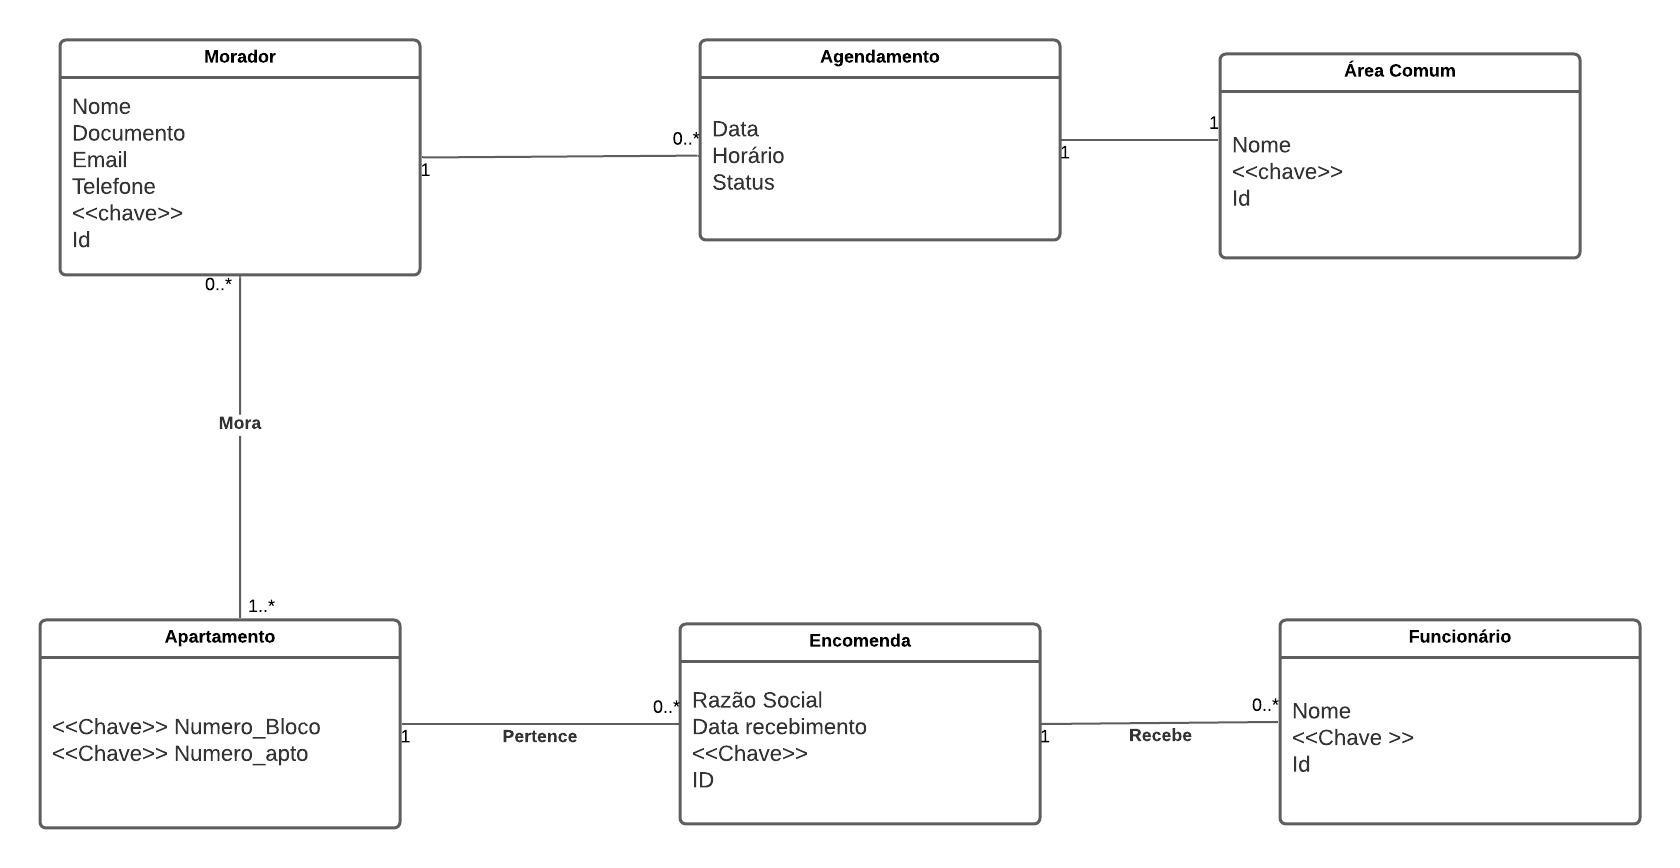 Morador
Nome
Documento
Email
Telefone
<<chave>>
Id
1
0..*
Agendamento
Data
Horário
Status
1
1
Área Comum
Nome
<<chave>>
Id
0..*
Mora
1..*
Apartamento
<<Chave>> Numero_Bloco
<<Chave>> Numero_apto
1
Pertence
0..*
Encomenda
Razão Social
Data recebimento
<<Chave>>
ID
1
Recebe
0..*
Funcionário
Nome
<<Chave >>
Id